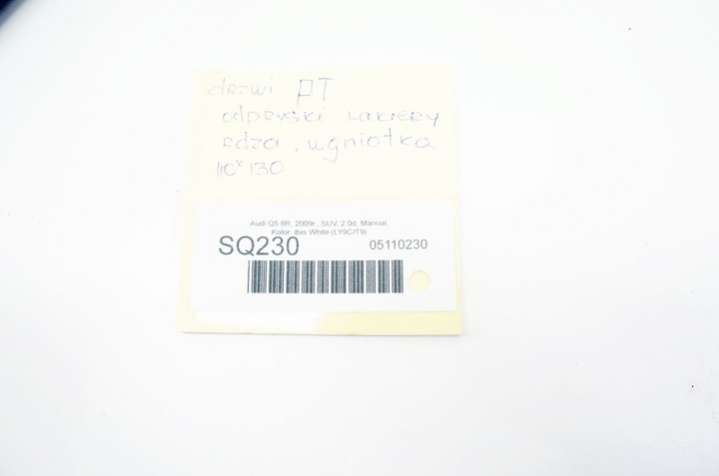 drzwi PT
odpryski lakieru
rdza, wgniotka
110x130
Audi Q5 8R, 2009r., SUV, 2.0d, Manual,
Kolor: Ibis White (LY9C/T9)
SQ230 05110230